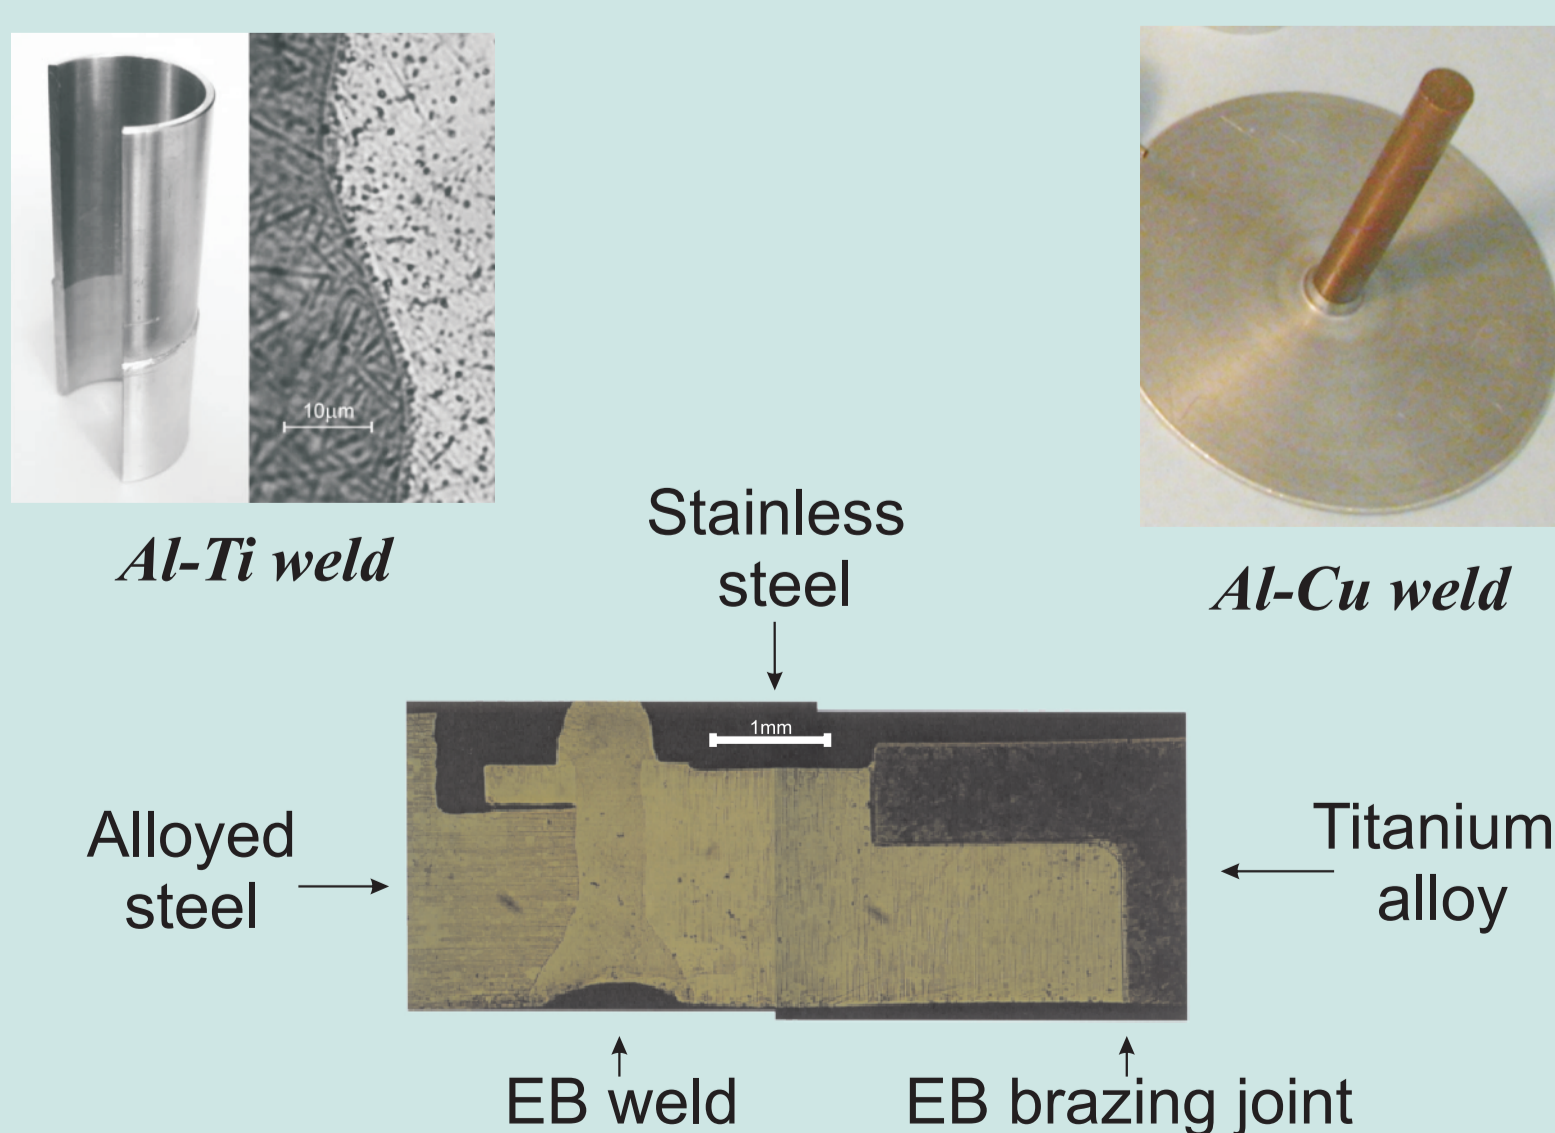 10μm
Al-Ti weld
Al-Cu weld
Stainless
steel
1mm
Alloyed
steel
Titanium
alloy
EB weld
EB brazing joint